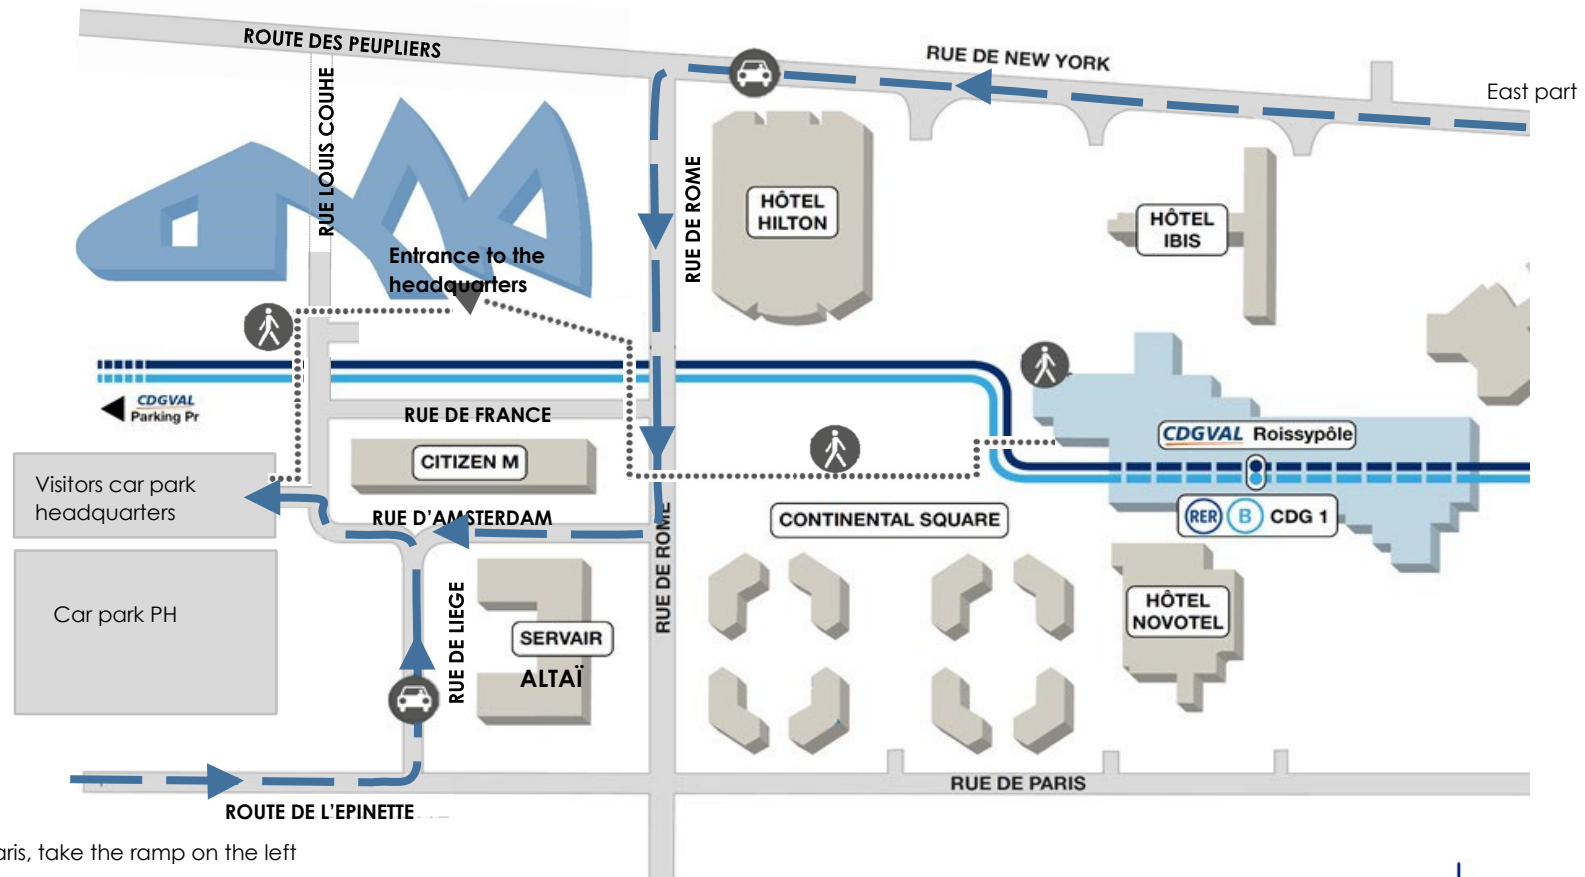 ROUTE DES PEUPLIERS
RUE DE NEW YORK
East part
RUE LOUIS COUHE
RUE DE ROME
HÔTEL
HILTON
HÔTEL
IBIS
Entrance to the
headquarters
CDGVAL
Parking Pr
RUE DE FRANCE
CITIZEN M
CDGVAL Roissypôle
Visitors car park
headquarters
RUE D'AMSTERDAM
CONTINENTAL SQUARE
RER B CDG 1
RUE DE ROME
Car park PH
RUE DE LIEGE
SERVAIR
ALTAÏ
HÔTEL
NOVOTEL
RUE DE PARIS
ROUTE DE L'EPINETTE
aris, take the ramp on the left